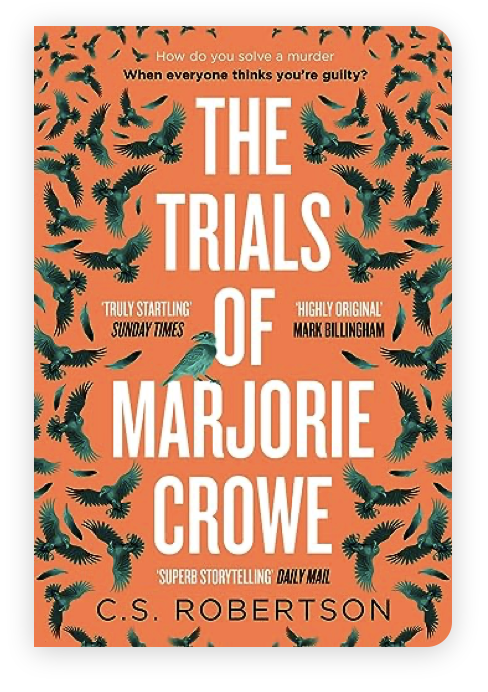 How do you solve a murder
When everyone thinks you're guilty?
THE
TRIALS
OF
'TRULY STARTLING'
SUNDAY TIMES
'HIGHLY ORIGINAL'
MARK BILLINGHAM
MARJORIE
CROWE
'SUPERB STORYTELLING' DAILY MAIL
C.S. ROBERTSON